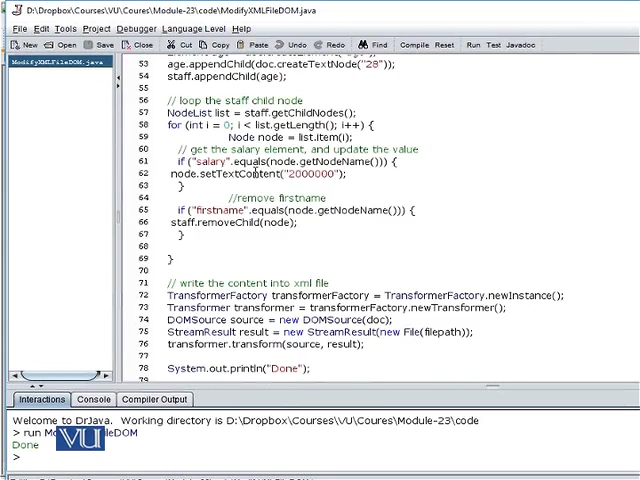 D:\Dropbox\Courses\VU\Coures\Module-23\code\ModifyXMLFileDOM.java
File Edit Tools Project Debugger Language Level Help
New Open Save Close Cut Copy Paste Undo Redo Find Compile Reset Run Test Javadoc
ModifyXMLFileDOM.java
53 age.appendChild(doc.createTextNode("28"));
54 staff.appendChild(age);
55
56 // loop the staff child node
57 NodeList list = staff.getChildNodes();
58 for (int i = 0; i < list.getLength(); i++) {
59 Node node = list.item(i);
60 // get the salary element, and update the value
61 if ("salary".equals(node.getNodeName())) {
62 node.setTextContent("2000000");
63 }
64 //remove firstname
65 if ("firstname".equals(node.getNodeName())) {
66 staff.removeChild(node);
67 }
68
69 }
70
71 // write the content into xml file
72 TransformerFactory transformerFactory = TransformerFactory.newInstance();
73 Transformer transformer = transformerFactory.newTransformer();
74 DOMSource source = new DOMSource(doc);
75 StreamResult result = new StreamResult(new File(filepath));
76 transformer.transform(source, result);
77
78 System.out.println("Done");
79
Interactions Console Compiler Output
Welcome to DrJava. Working directory is D:\Dropbox\Courses\VU\Coures\Module-23\code
> run Mo eDOM
Done
>
VU